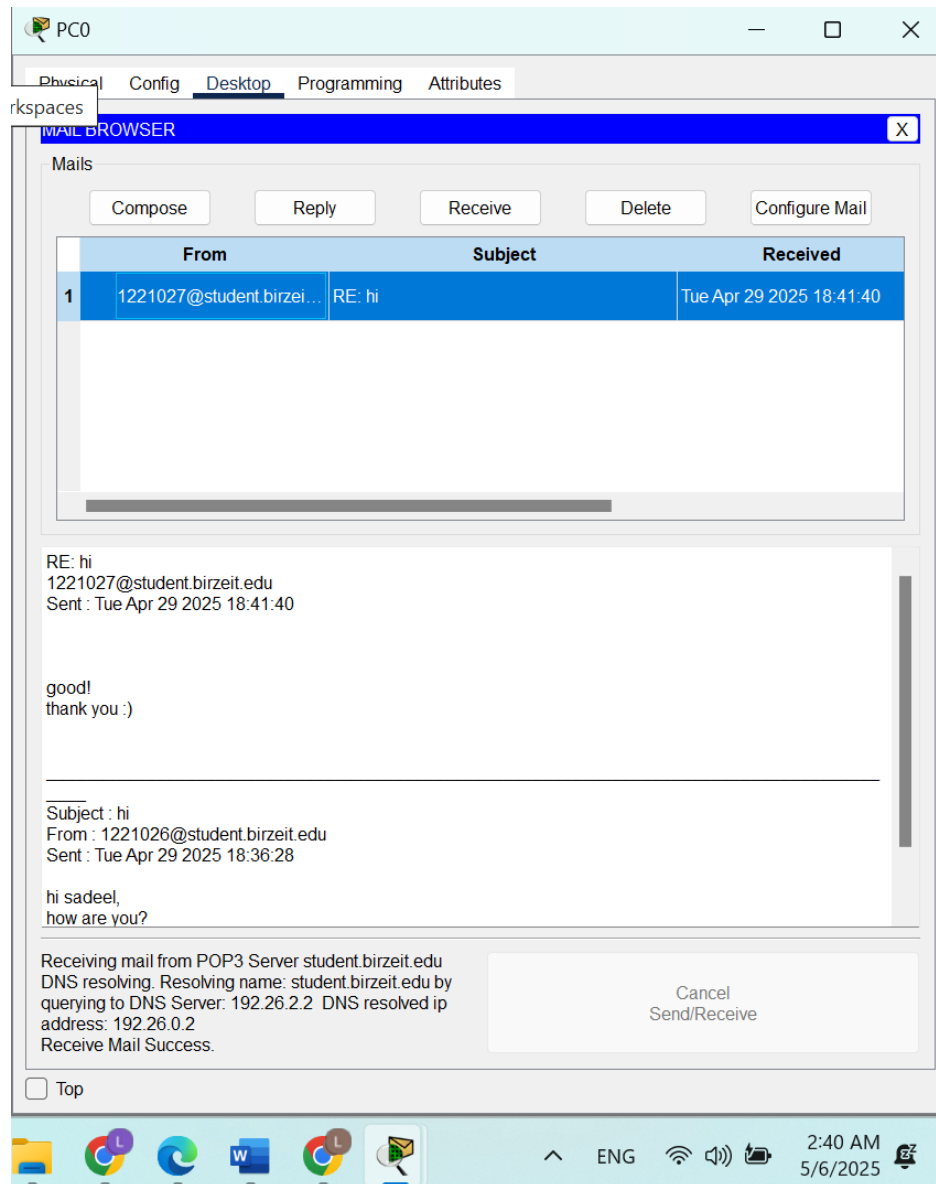 PC0
Physical Config Desktop Programming Attributes
rkspaces
MAIL BROWSER X
Mails
Compose Reply Receive Delete Configure Mail
From Subject Received
1 1221027@student.birzei... RE: hi Tue Apr 29 2025 18:41:40
RE: hi
1221027@student.birzeit.edu
Sent : Tue Apr 29 2025 18:41:40
good!
thank you :)
Subject : hi
From : 1221026@student.birzeit.edu
Sent : Tue Apr 29 2025 18:36:28
hi sadeel,
how are you?
Receiving mail from POP3 Server student.birzeit.edu
DNS resolving. Resolving name: student.birzeit.edu by
querying to DNS Server: 192.26.2.2 DNS resolved ip
address: 192.26.0.2
Receive Mail Success.
Cancel
Send/Receive
Top
L
W
L
ENG
2:40 AM
5/6/2025